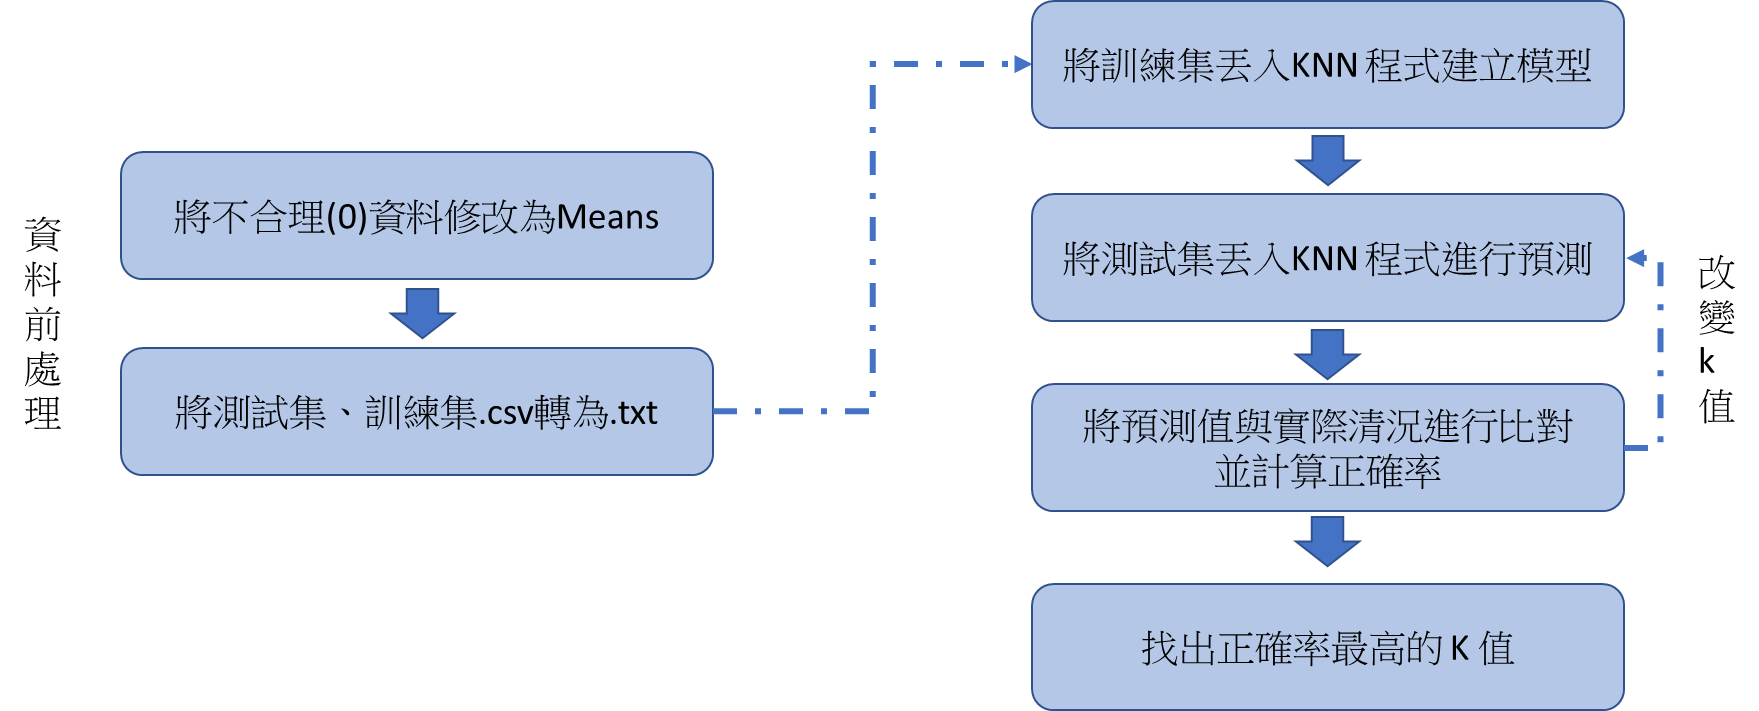 資料前處理
將不合理(0)資料修改為Means
將測試集、訓練集.csv轉為.txt
將訓練集丟入KNN 程式建立模型
將測試集丟入KNN 程式進行預測
將預測值與實際清況進行比對
並計算正確率
找出正確率最高的 K 值
改變k值